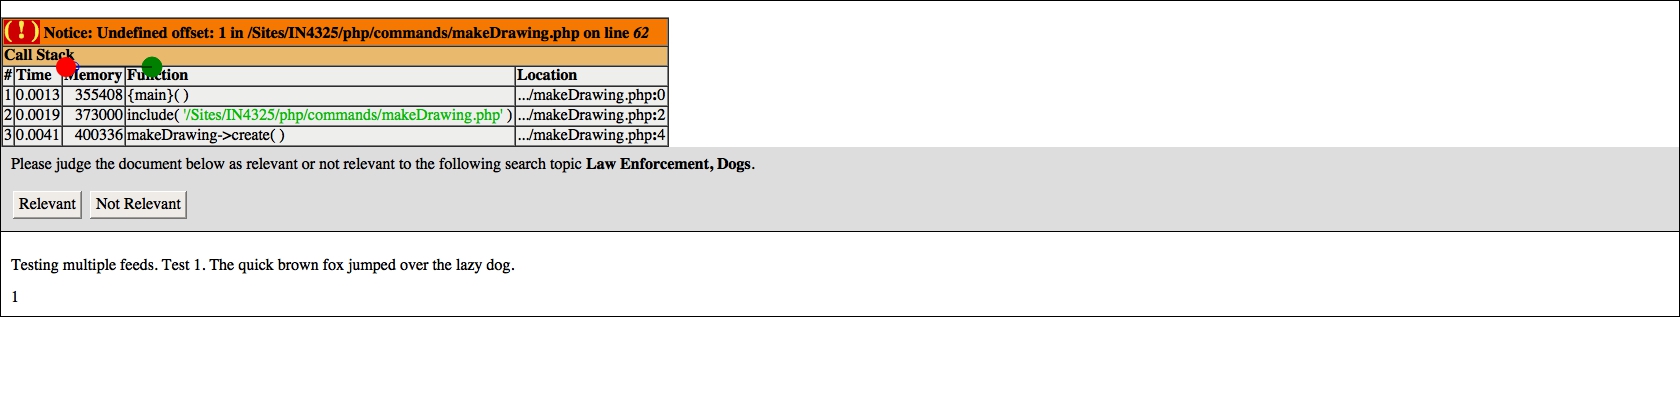 (!) Notice: Undefined offset: 1 in /Sites/IN4325/php/commands/makeDrawing.php on line 62
Call Stack
# Time Memory Function Location
1 0.0013 355408 {main}( ) .../makeDrawing.php:0
2 0.0019 373000 include( '/Sites/IN4325/php/commands/makeDrawing.php' ) .../makeDrawing.php:2
3 0.0041 400336 makeDrawing->create( ) .../makeDrawing.php:4
Please judge the document below as relevant or not relevant to the following search topic Law Enforcement, Dogs.
Relevant Not Relevant
Testing multiple feeds. Test 1. The quick brown fox jumped over the lazy dog.
1